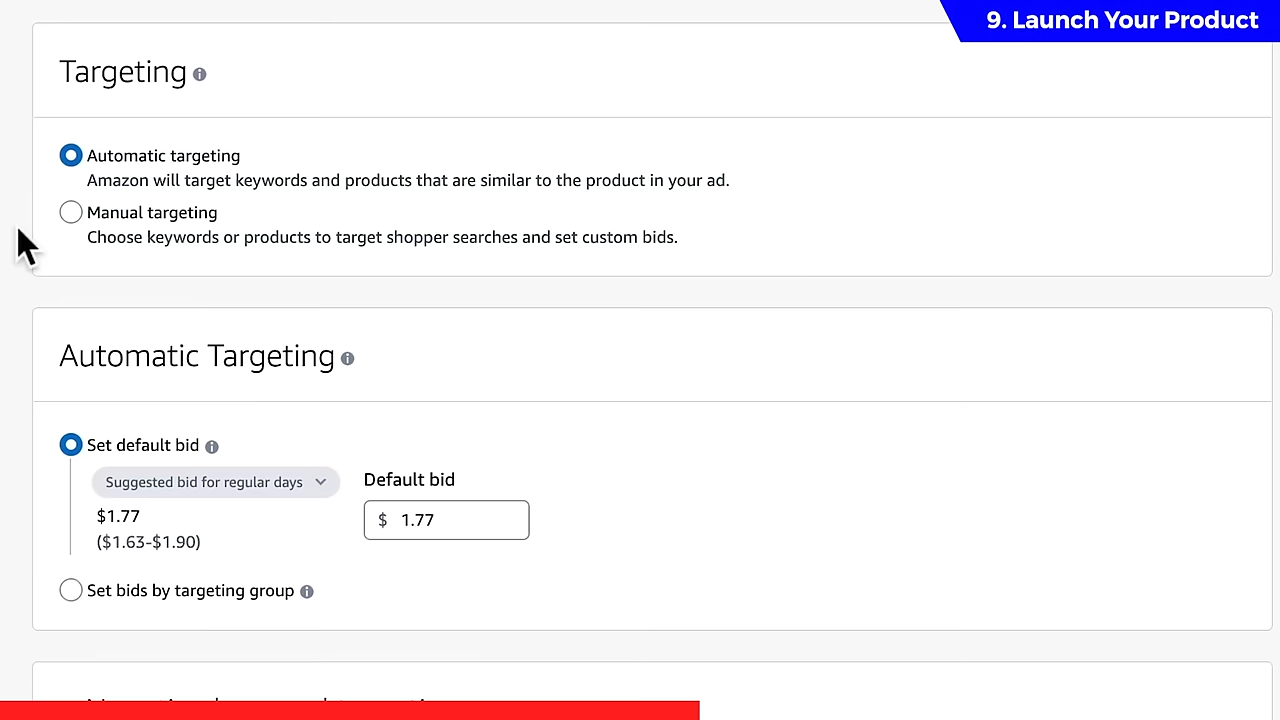 9. Launch Your Product
Targeting
Automatic targeting
Amazon will target keywords and products that are similar to the product in your ad.
Manual targeting
Choose keywords or products to target shopper searches and set custom bids.
Automatic Targeting
Set default bid
Suggested bid for regular days
Default bid
$1.77
$ 1.77
($1.63-$1.90)
Set bids by targeting group